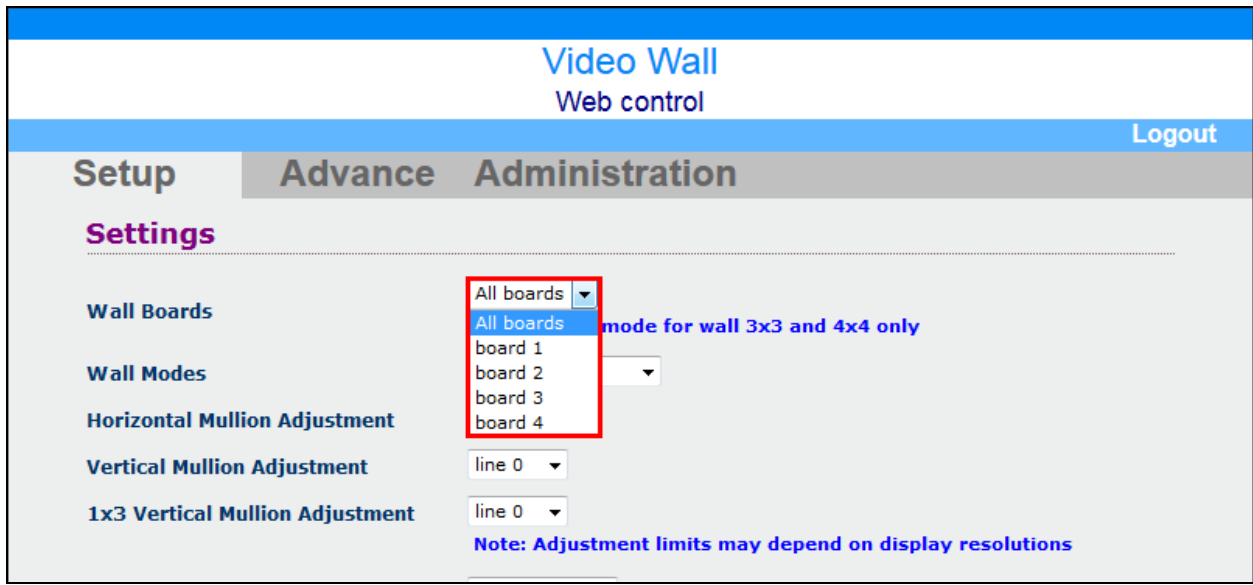 Video Wall
Web control
Logout
Setup Advance Administration
Settings
Wall Boards All boards
All boards mode for wall 3x3 and 4x4 only
board 1
Wall Modes board 2
board 3
Horizontal Mullion Adjustment board 4
Vertical Mullion Adjustment line 0
1x3 Vertical Mullion Adjustment line 0
Note: Adjustment limits may depend on display resolutions